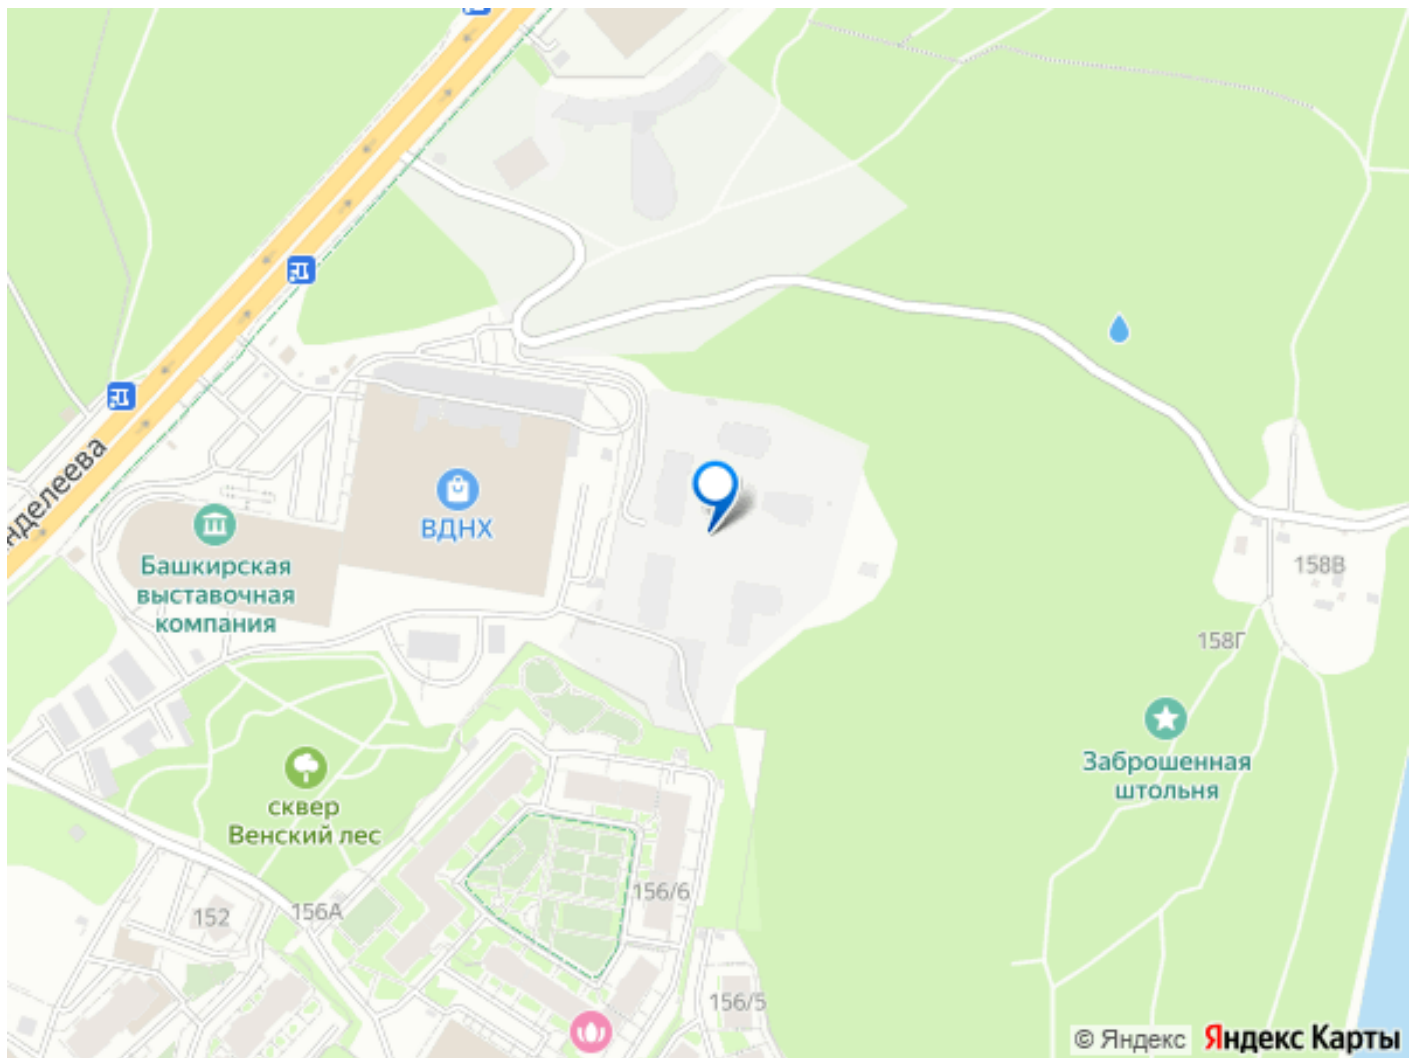 нделеева
ВДНХ
Башкирская
выставочная
компания
158В
158Г
Заброшенная
штольня
сквер
Венский лес
156/6
152
156А
156/5
© Яндекс Яндекс Карты